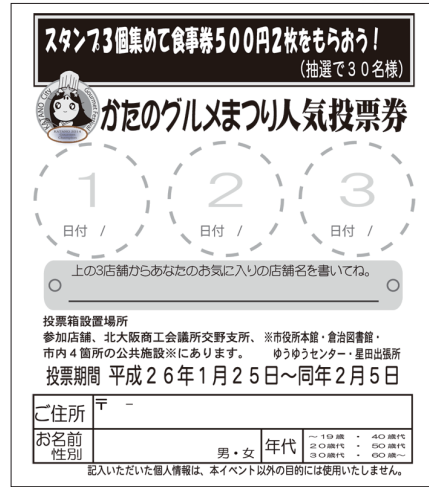 スタンプ3個集めて食事券500円2枚をもらおう！
（抽選で30名様）
かたのグルメまつり人気投票券
1 2 3
日付 / 日付 / 日付 /
上の3店舗からあなたのお気に入りの店舗名を書いてね。
投票箱設置場所
参加店舗、北大阪商工会議所交野支所、
市内4箇所の公共施設※にあります。
※市役所本館・倉治図書館・
ゆうゆうセンター・星田出張所
投票期間 平成26年1月25日〜同年2月5日
ご住所 〒 -
お名前
性別 男・女
年代
〜19歳 ・ 40歳代
20歳代 ・ 50歳代
30歳代 ・ 60歳〜
記入いただいた個人情報は、本イベント以外の目的には使用いたしません。